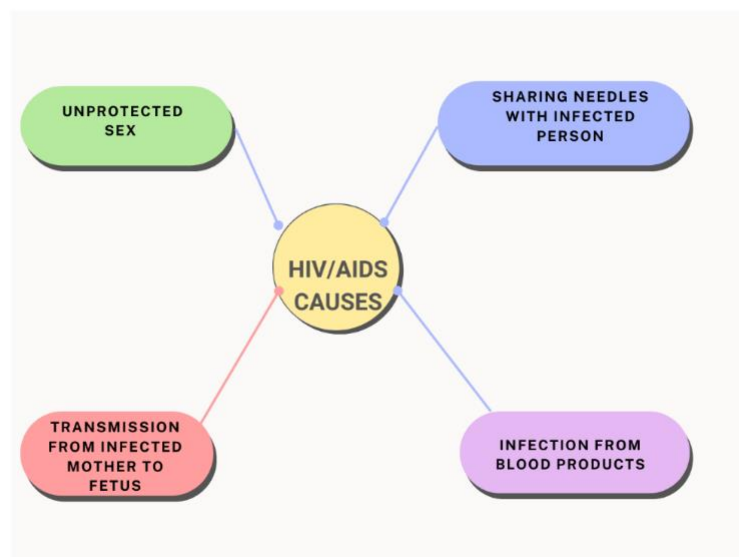 UNPROTECTED
SEX
SHARING NEEDLES
WITH INFECTED
PERSON
HIV/AIDS
CAUSES
TRANSMISSION
FROM INFECTED
MOTHER TO
FETUS
INFECTION FROM
BLOOD PRODUCTS